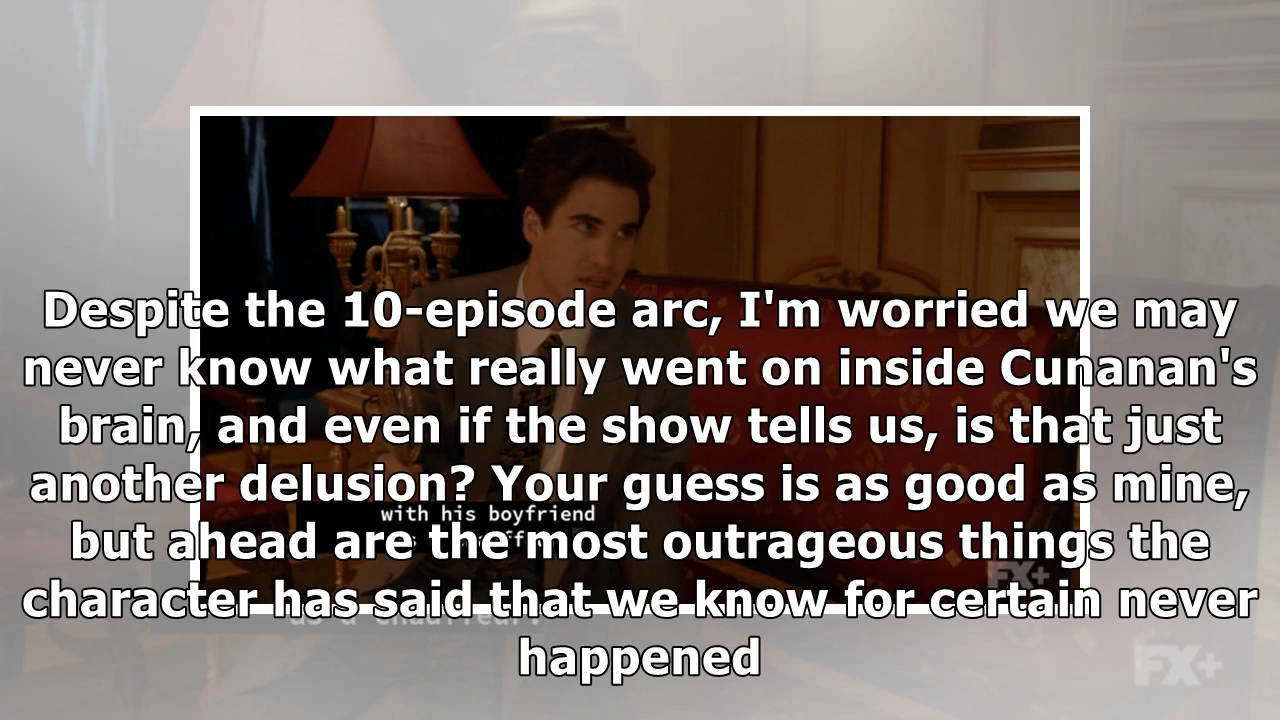 Despite the 10-episode arc, I'm worried we may
never know what really went on inside Cunanan's
brain, and even if the show tells us, is that just
another delusion? Your guess is as good as mine,
with his boyfriend
but ahead are the most outrageous things the
FX+
character has said that we know for certain never
as a chauffeur.
happened
FX+